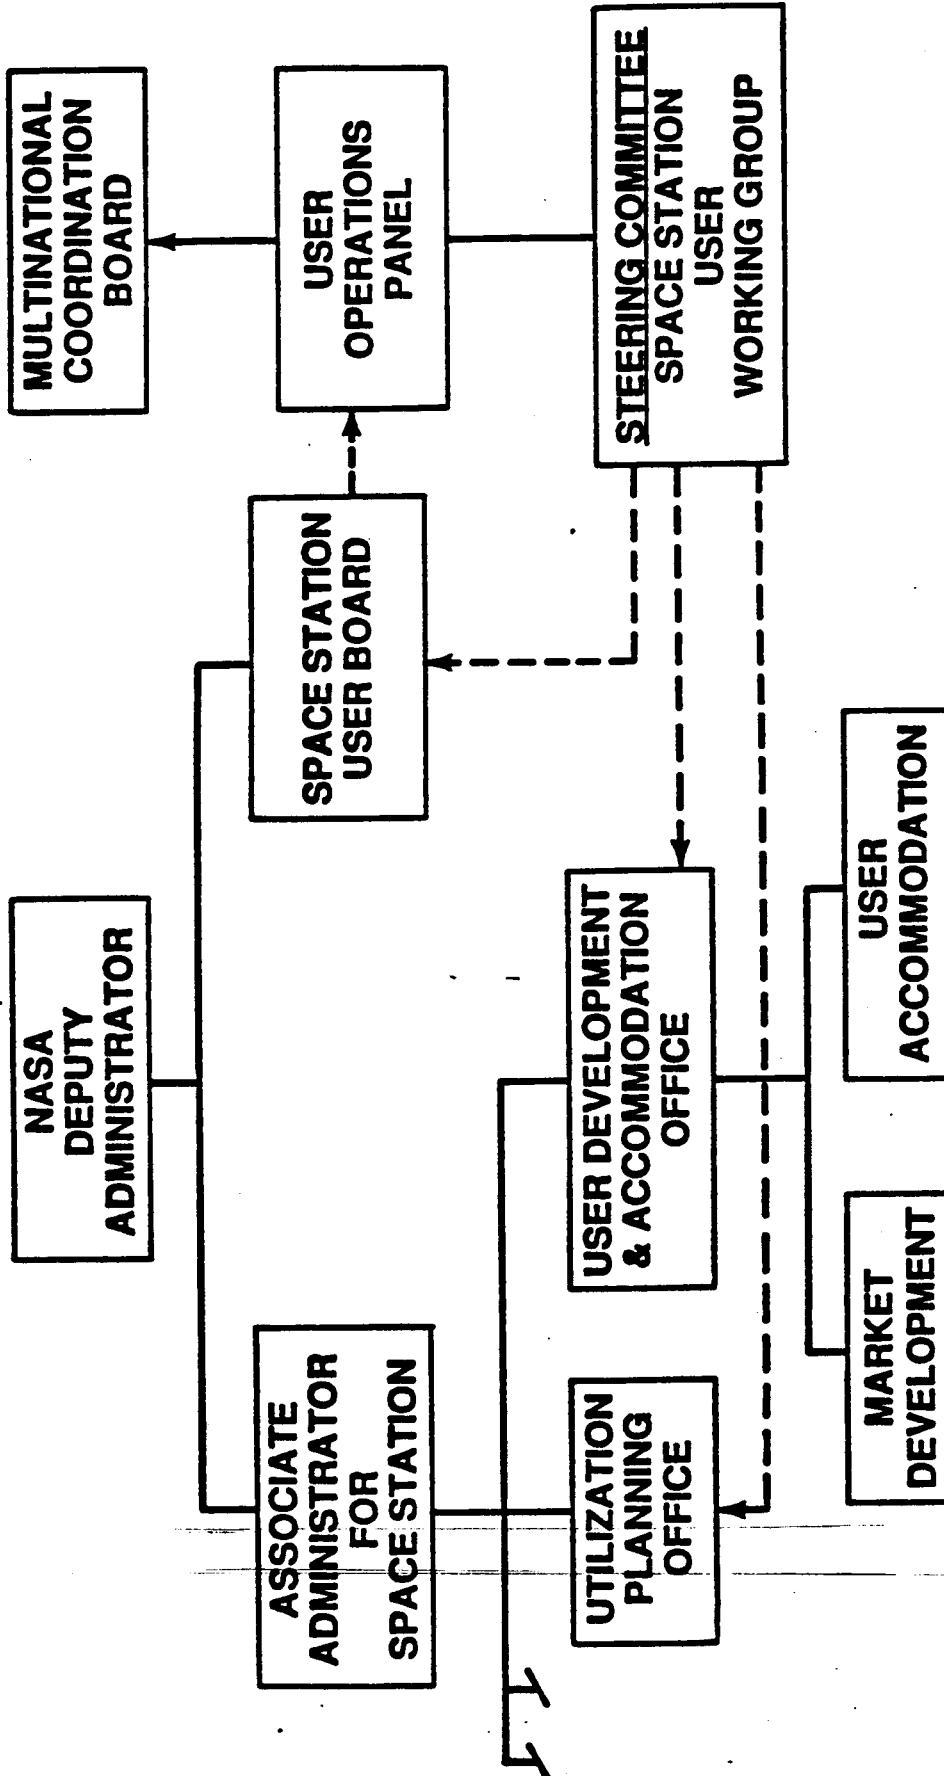 NASA
DEPUTY
ADMINISTRATOR
MULTINATIONAL
COORDINATION
BOARD
ASSOCIATE
ADMINISTRATOR
FOR
SPACE STATION
SPACE STATION
USER BOARD
USER
OPERATIONS
PANEL
UTILIZATION
PLANNING
OFFICE
USER DEVELOPMENT
& ACCOMMODATION
OFFICE
STEERING COMMITTEE
SPACE STATION
USER
WORKING GROUP
MARKET
DEVELOPMENT
USER
ACCOMMODATION